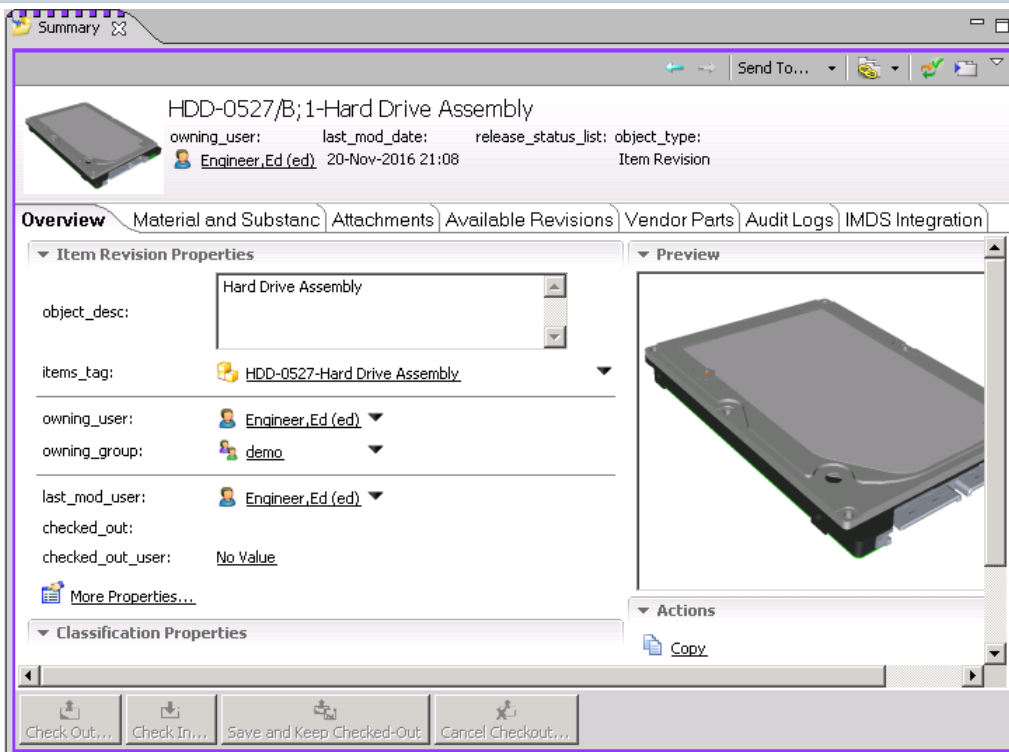 Summary
Send To...
HDD-0527/B;1-Hard Drive Assembly
owning_user: last_mod_date: release_status_list: object_type:
Engineer,Ed (ed) 20-Nov-2016 21:08 Item Revision
Overview Material and Substanc Attachments Available Revisions Vendor Parts Audit Logs IMDS Integration
Item Revision Properties
object_desc: Hard Drive Assembly
items_tag: HDD-0527-Hard Drive Assembly
owning_user: Engineer,Ed (ed)
owning_group: demo
last_mod_user: Engineer,Ed (ed)
checked_out:
checked_out_user: No Value
More Properties...
Classification Properties
Preview
Actions
Copy
Check Out... Check In... Save and Keep Checked-Out Cancel Checkout...